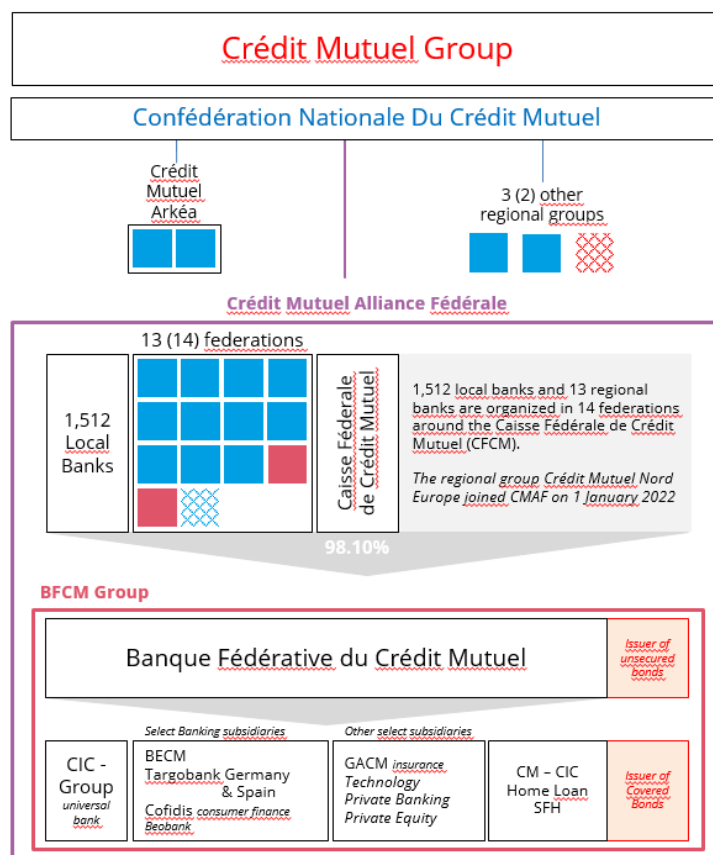 Crédit Mutuel Group
Confédération Nationale Du Crédit Mutuel
Crédit
Mutuel
Arkéa
3 (2) other
regional groups
Crédit Mutuel Alliance Fédérale
13 (14) federations
1,512
Local
Banks
Caisse Féderale
de Crédit Mutuel
1,512 local banks and 13 regional
banks are organized in 14 federations
around the Caisse Fédérale de Crédit
Mutuel (CFCM).
The regional group Crédit Mutuel Nord
Europe joined CMAF on 1 January 2022
98.10%
BFCM Group
Banque Fédérative du Crédit Mutuel
Issuer of
unsecured
bonds
Select Banking subsidiaries
Other select subsidiaries
CIC -
Group
universal
bank
BECM
Targobank Germany
& Spain
Cofidis consumer finance
Beobank
GACM insurance
Technology
Private Banking
Private Equity
CM – CIC
Home Loan
SFH
Issuer of
Covered
Bonds